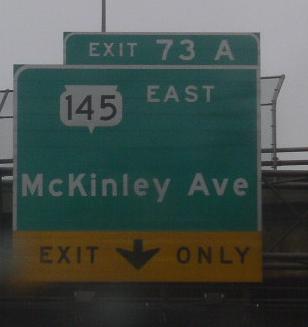 EXIT 73 A
145 EAST
McKinley Ave
EXIT ONLY